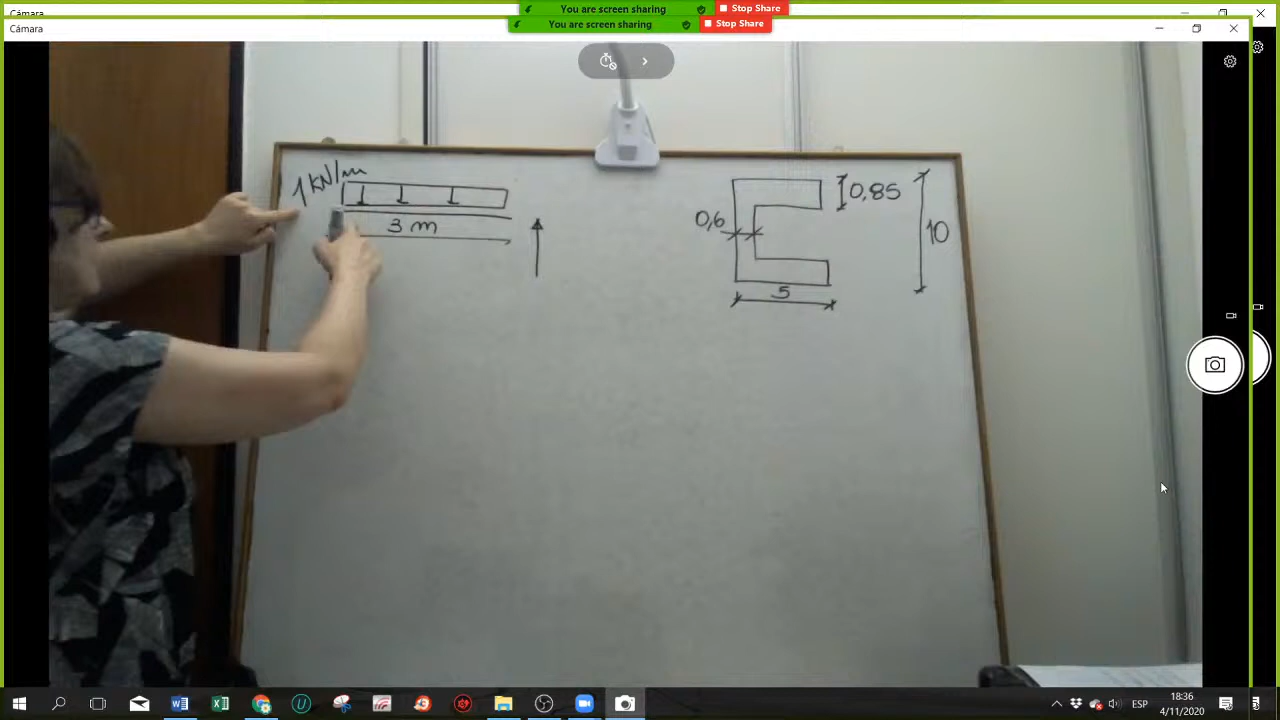 You are screen sharing
Stop Share
Cámara
You are screen sharing
Stop Share
Cámara
1 kN/m
3 m
0,85
0,6
10
5
ESP
18:36
4/11/2020